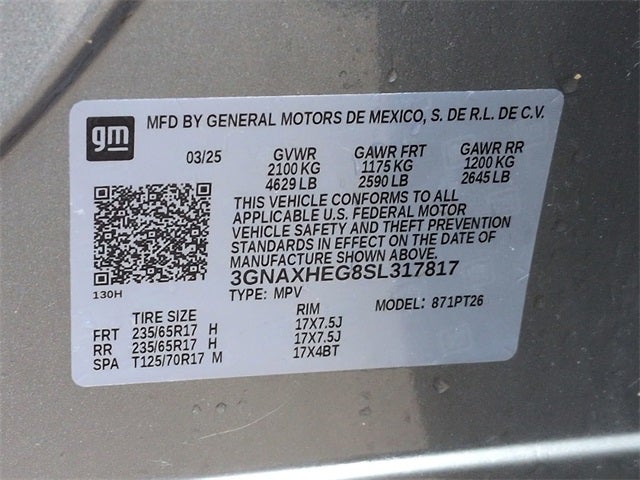 gm
MFD BY GENERAL MOTORS DE MEXICO, S. DE R.L. DE C.V.
03/25 GVWR GAWR FRT GAWR RR
2100 KG 1175 KG 1200 KG
4629 LB 2590 LB 2645 LB
THIS VEHICLE CONFORMS TO ALL
APPLICABLE U.S. FEDERAL MOTOR
VEHICLE SAFETY AND THEFT PREVENTION
STANDARDS IN EFFECT ON THE DATE OF
MANUFACTURE SHOWN ABOVE.
3GNAXHEG8SL317817
130H
TYPE: MPV
MODEL: 871PT26
TIRE SIZE RIM
FRT 235/65R17 H 17X7.5J
RR 235/65R17 H 17X7.5J
SPA T125/70R17 M 17X4BT